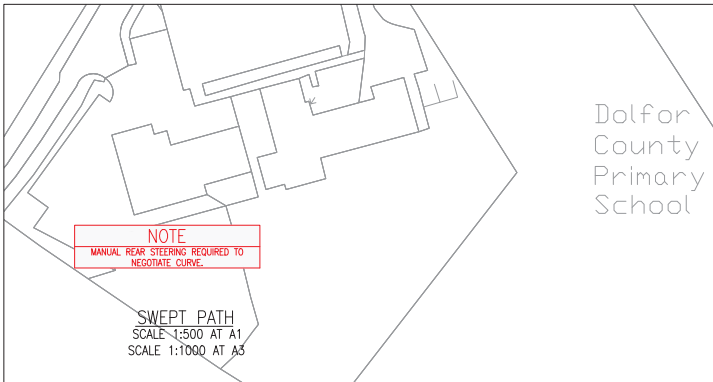 Dolfor
County
Primary
School
NOTE
MANUAL REAR STEERING REQUIRED TO
NEGOTIATE CURVE.
SWEPT PATH
SCALE 1:500 AT A1
SCALE 1:1000 AT A3